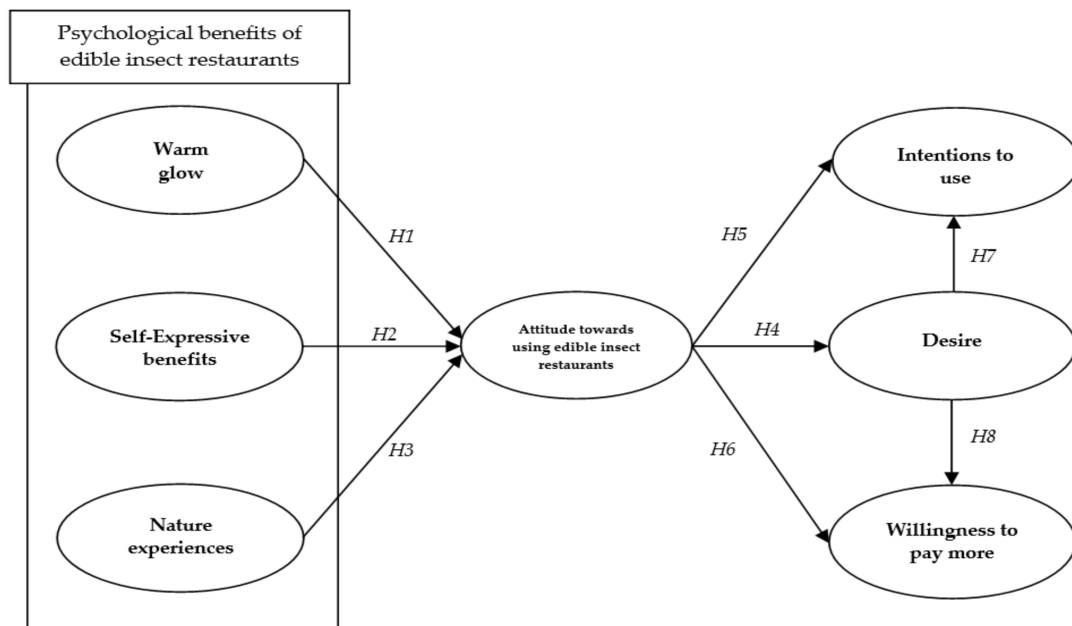 Psychological benefits of
edible insect restaurants
Warm
glow
Intentions to
use
H1
H5
H7
Self-Expressive
benefits
H2
Attitude towards
using edible insect
restaurants
H4
Desire
H3
H6
H8
Nature
experiences
Willingness to
pay more